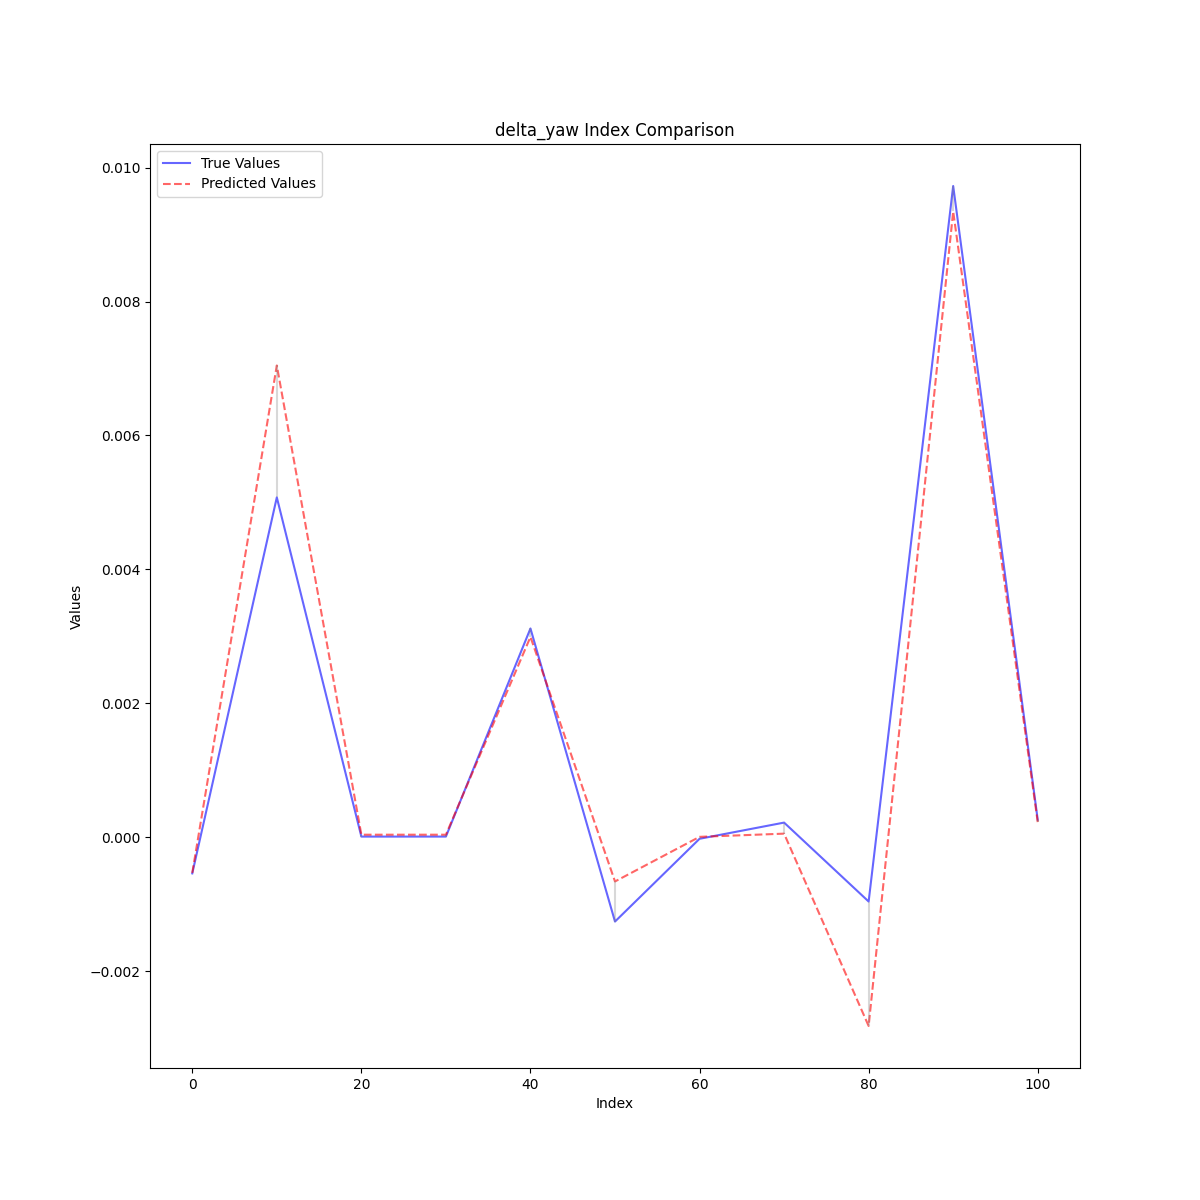 delta_yaw Index Comparison
True Values
Predicted Values
0.010
0.008
0.006
0.004
0.002
0.000
−0.002
Values
0 20 40 60 80 100
Index